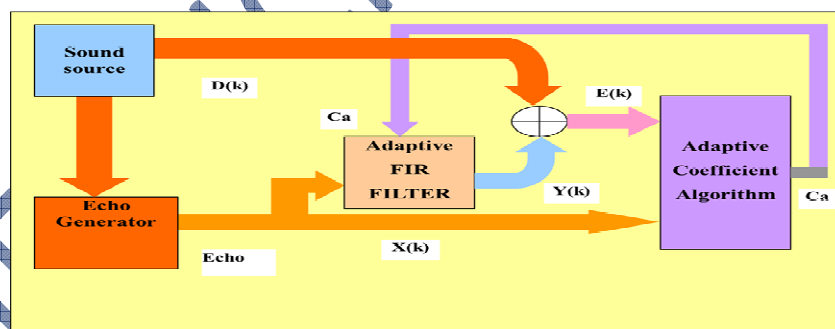 Sound
source
D(k)
E(k)
Ca
Adaptive
FIR
FILTER
Adaptive
Coefficient
Algorithm
Y(k)
Ca
Echo
Generator
Echo
X(k)